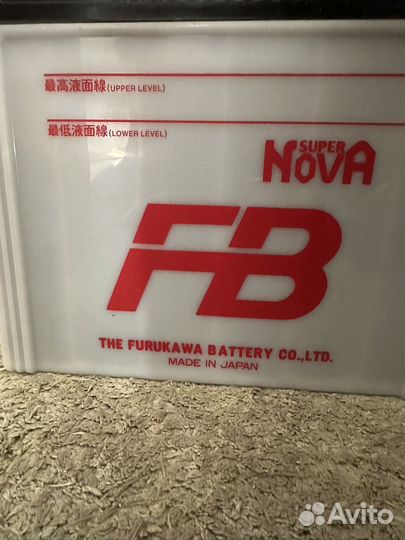 最高液面線(UPPER LEVEL)
最低液面線(LOWER LEVEL)
SUPER
NOVA
FB
THE FURUKAWA BATTERY CO.,LTD.
MADE IN JAPAN
Avito